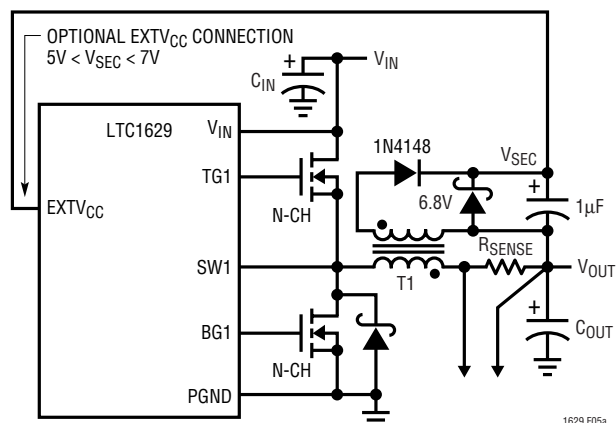 OPTIONAL EXTVCC CONNECTION
5V < VSEC < 7V
+
CIN
VIN
LTC1629
VIN
TG1
N-CH
EXTVCC
1N4148
VSEC
6.8V
+
1µF
SW1
T1
RSENSE
VOUT
BG1
N-CH
+
COUT
PGND
1629 F05a